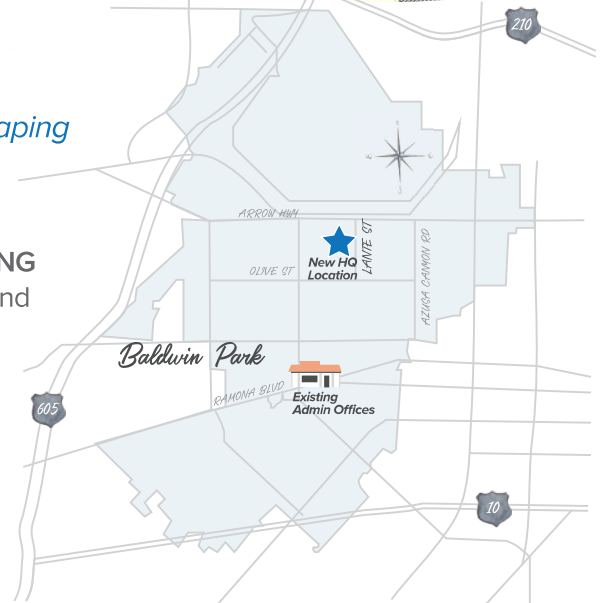 210
aping
ARROW HWY
LANTE ST
AZUSA CANYON RD
New HQ
Location
OLIVE ST
NG
nd
Baldwin Park
RAMONA BLVD
Existing
Admin Offices
605
10